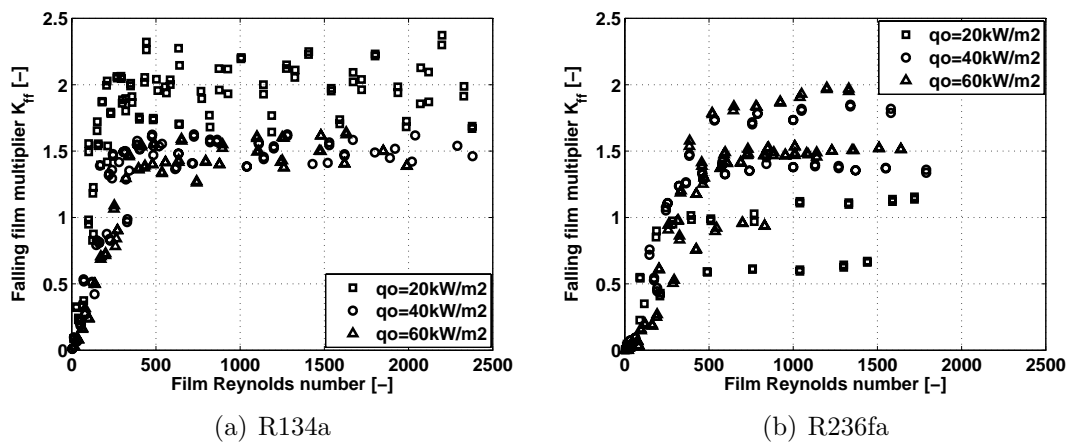 2.5
2
1.5
1
0.5
0
Falling film multiplier K_ff [−]
0 500 1000 1500 2000 2500
Film Reynolds number [−]
qo=20kW/m2
qo=40kW/m2
qo=60kW/m2
(a) R134a
2.5
2
1.5
1
0.5
0
Falling film multiplier K_ff [−]
0 500 1000 1500 2000 2500
Film Reynolds number [−]
qo=20kW/m2
qo=40kW/m2
qo=60kW/m2
(b) R236fa